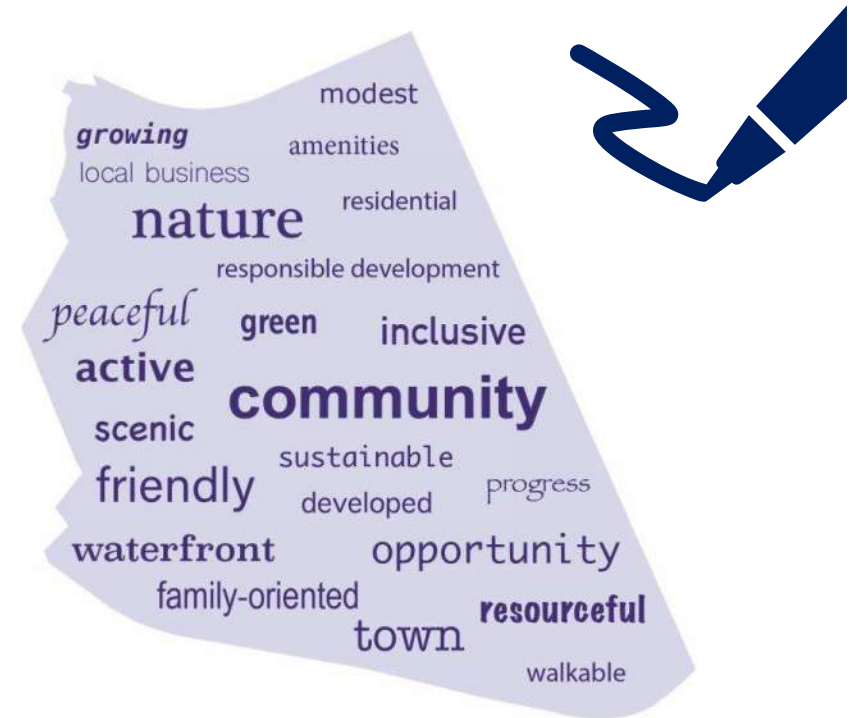 modest
growing
amenities
local business
residential
nature
responsible development
peaceful
green
inclusive
active
community
scenic
sustainable
friendly
progress
developed
waterfront
opportunity
family-oriented
resourceful
town
walkable